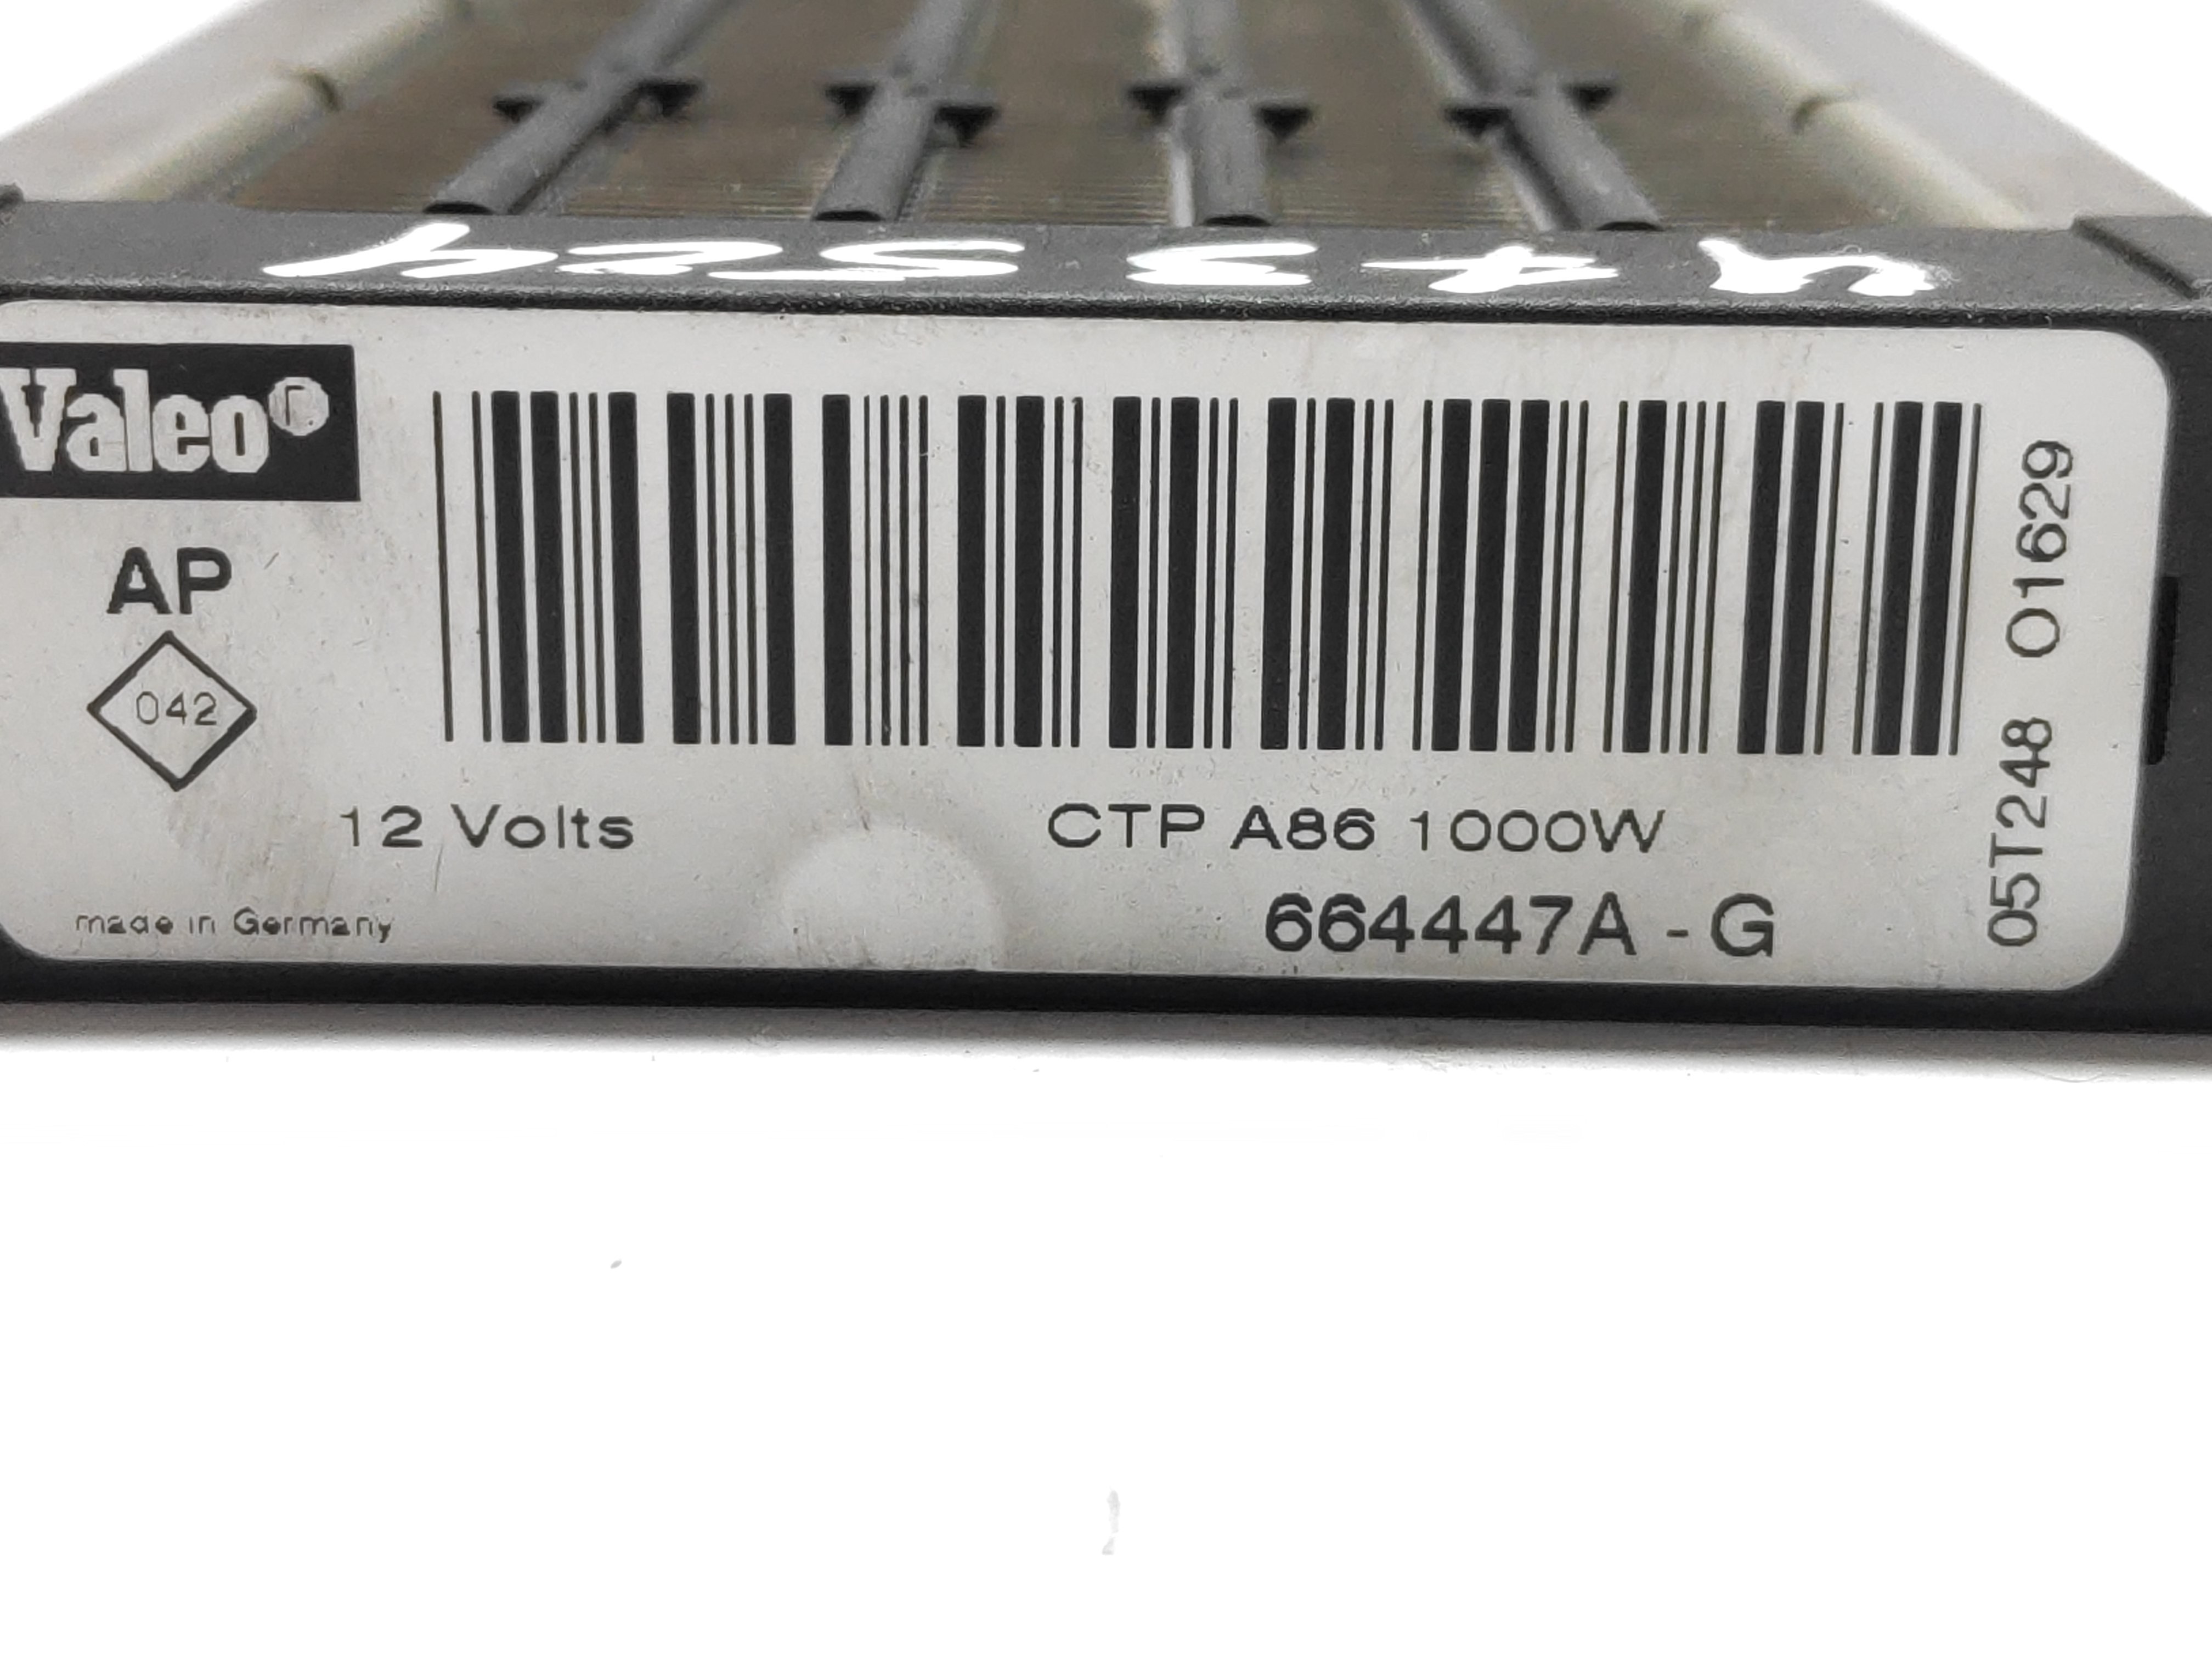 Valeo®
AP
042
12 Volts
CTP A86 1000W
664447A - G
made in Germany
05T248 01629